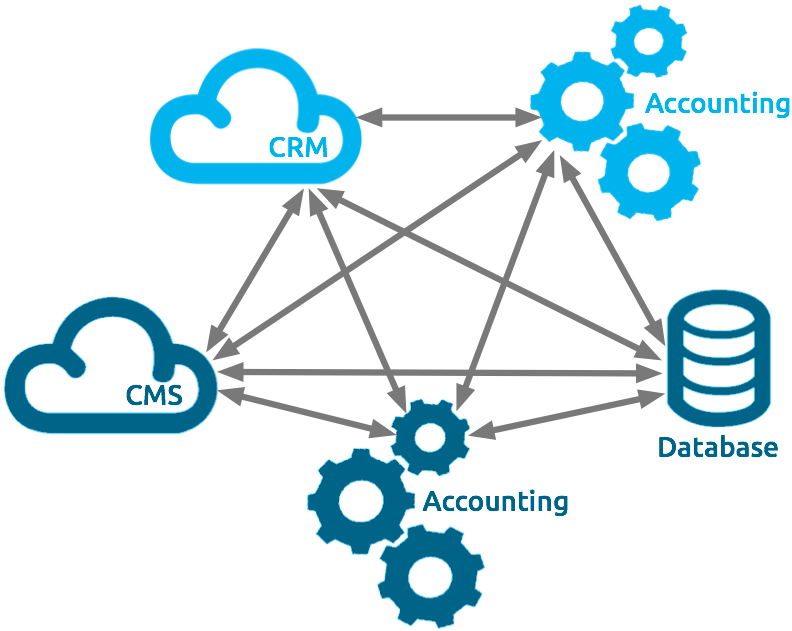 Accounting
CRM
CMS
Database
Accounting